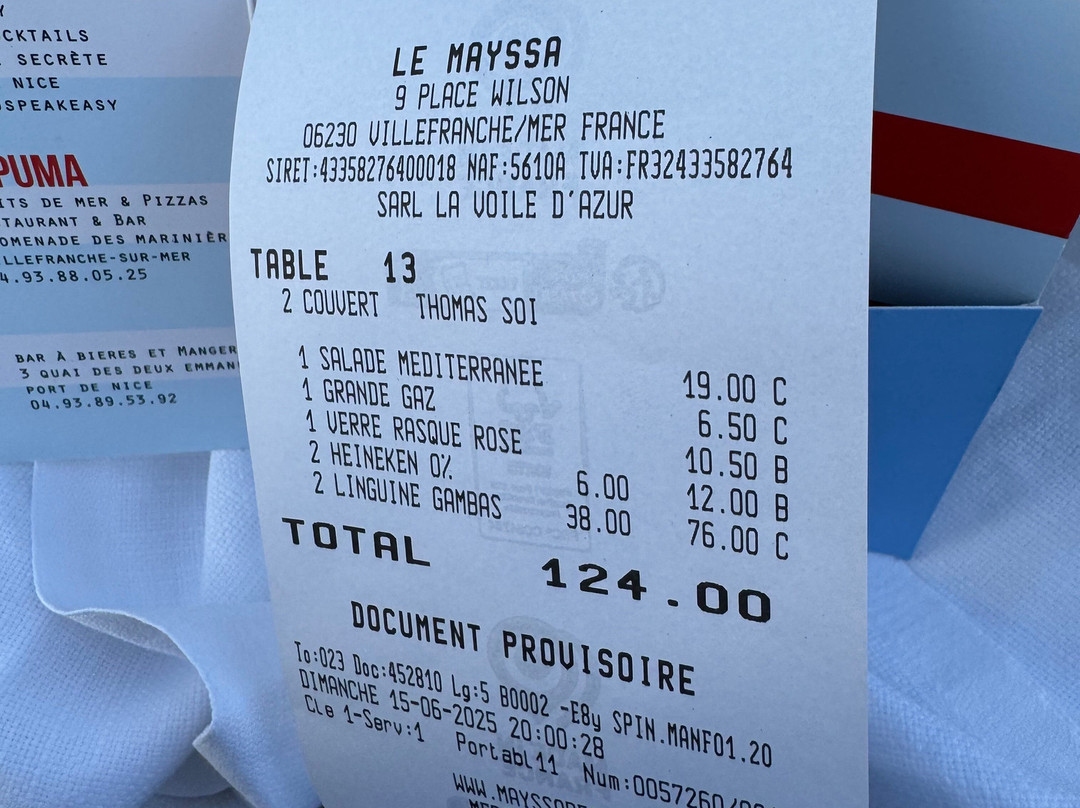 CKTAILS
SECRÈTE
NICE
SPEAKEASY
PUMA
ITS DE MER & PIZZAS
TAURANT & BAR
OMENADE DES MARINIÈR
LLEFRANCHE-SUR-MER
4.93.88.05.25
BAR À BIERES ET MANGER
3 QUAI DES DEUX EMMAN
PORT DE NICE
04.93.89.53.92
LE MAYSSA
9 PLACE WILSON
06230 VILLEFRANCHE/MER FRANCE
SIRET:43358276400018 NAF:5610A TVA:FR32433582764
SARL LA VOILE D'AZUR
TABLE 13
2 COUVERT THOMAS SOI
1 SALADE MEDITERRANEE 19.00 C
1 GRANDE GAZ 6.50 C
1 VERRE RASQUE ROSE 10.50 B
2 HEINEKEN 0% 6.00 12.00 B
2 LINGUINE GAMBAS 38.00 76.00 C
TOTAL 124.00
DOCUMENT PROVISOIRE
To:023 Doc:452810 Lg:5 B0002 -E8y SPIN.MANF01.20
DIMANCHE 15-06-2025 20:00:28
CLe 1-Serv:1 Portabl11 Num:0057260/